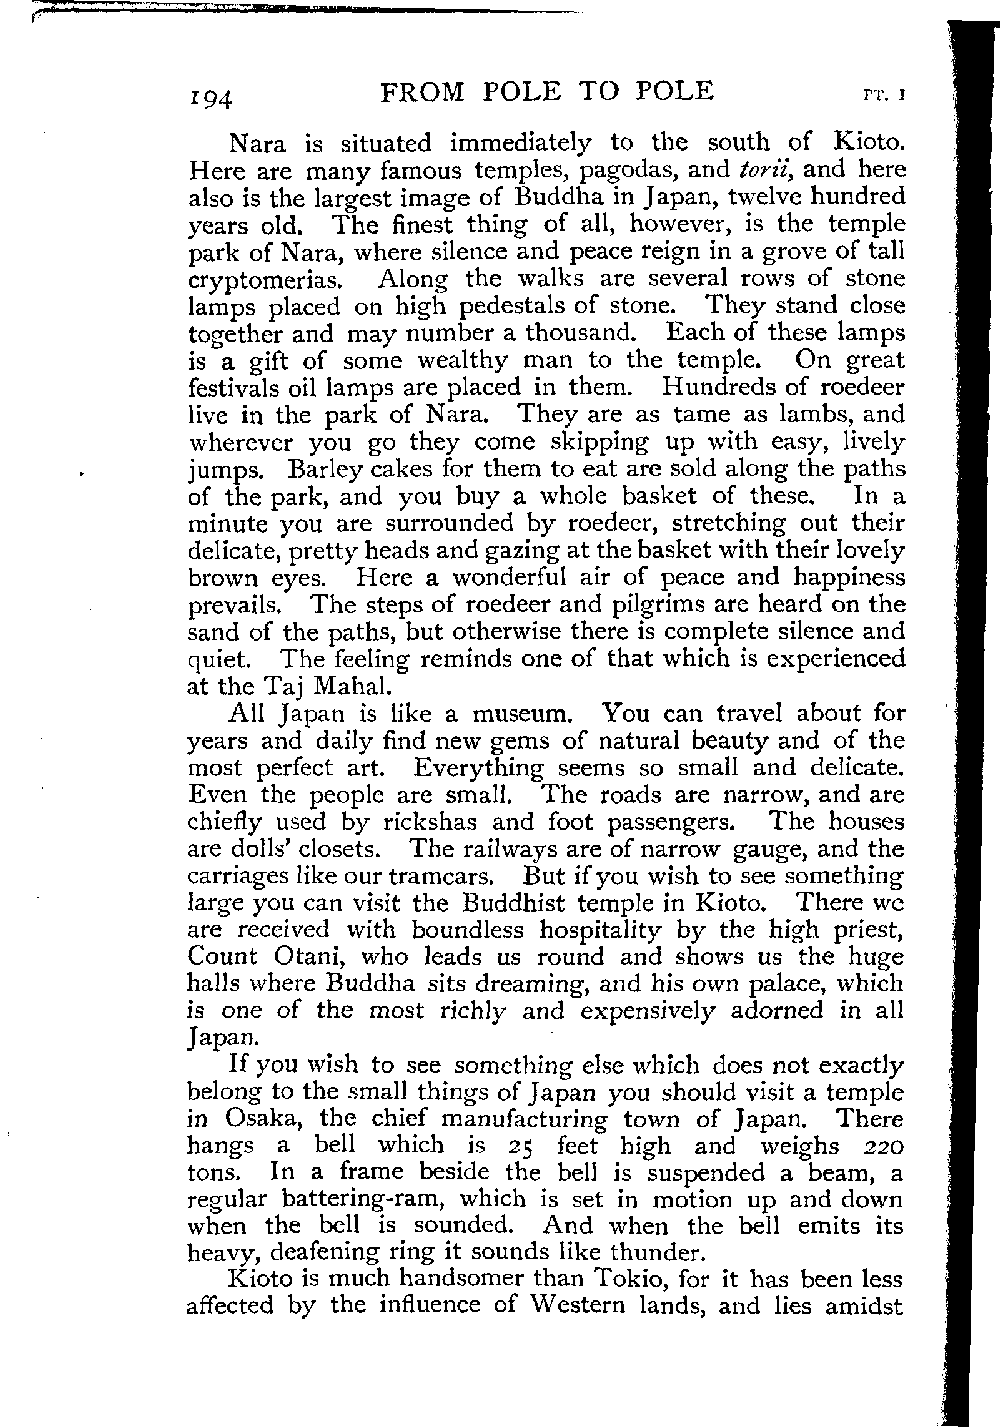 194 FROM POLE TO POLE PT. I
Nara is situated immediately to the south of Kioto.
Here are many famous temples, pagodas, and torii, and here
also is the largest image of Buddha in Japan, twelve hundred
years old. The finest thing of all, however, is the temple
park of Nara, where silence and peace reign in a grove of tall
cryptomerias. Along the walks are several rows of stone
lamps placed on high pedestals of stone. They stand close
together and may number a thousand. Each of these lamps
is a gift of some wealthy man to the temple. On great
festivals oil lamps are placed in them. Hundreds of roedeer
live in the park of Nara. They are as tame as lambs, and
wherever you go they come skipping up with easy, lively
jumps. Barley cakes for them to eat are sold along the paths
of the park, and you buy a whole basket of these. In a
minute you are surrounded by roedeer, stretching out their
delicate, pretty heads and gazing at the basket with their lovely
brown eyes. Here a wonderful air of peace and happiness
prevails. The steps of roedeer and pilgrims are heard on the
sand of the paths, but otherwise there is complete silence and
quiet. The feeling reminds one of that which is experienced
at the Taj Mahal.
All Japan is like a museum. You can travel about for
years and daily find new gems of natural beauty and of the
most perfect art. Everything seems so small and delicate.
Even the people are small. The roads are narrow, and are
chiefly used by rickshas and foot passengers. The houses
are dolls' closets. The railways are of narrow gauge, and the
carriages like our tramcars. But if you wish to see something
large you can visit the Buddhist temple in Kioto. There we
are received with boundless hospitality by the high priest,
Count Otani, who leads us round and shows us the huge
halls where Buddha sits dreaming, and his own palace, which
is one of the most richly and expensively adorned in all
Japan.
If you wish to see something else which does not exactly
belong to the small things of Japan you should visit a temple
in Osaka, the chief manufacturing town of Japan. There
hangs a bell which is 25 feet high and weighs 220
tons. In a frame beside the bell is suspended a beam, a
regular battering-ram, which is set in motion up and down
when the bell is sounded. And when the bell emits its
heavy, deafening ring it sounds like thunder.
Kioto is much handsomer than Tokio, for it has been less
affected by the influence of Western lands, and lies amidst